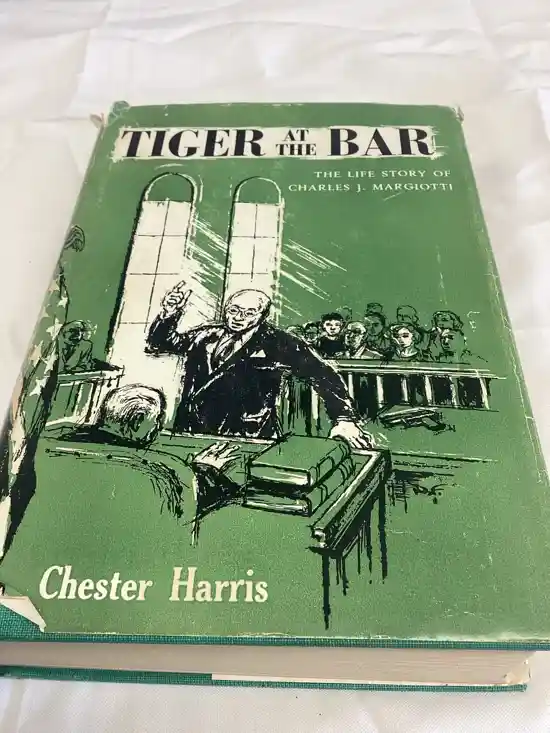 TIGER AT THE BAR
THE LIFE STORY OF
CHARLES J. MARGIOTTI
Chester Harris